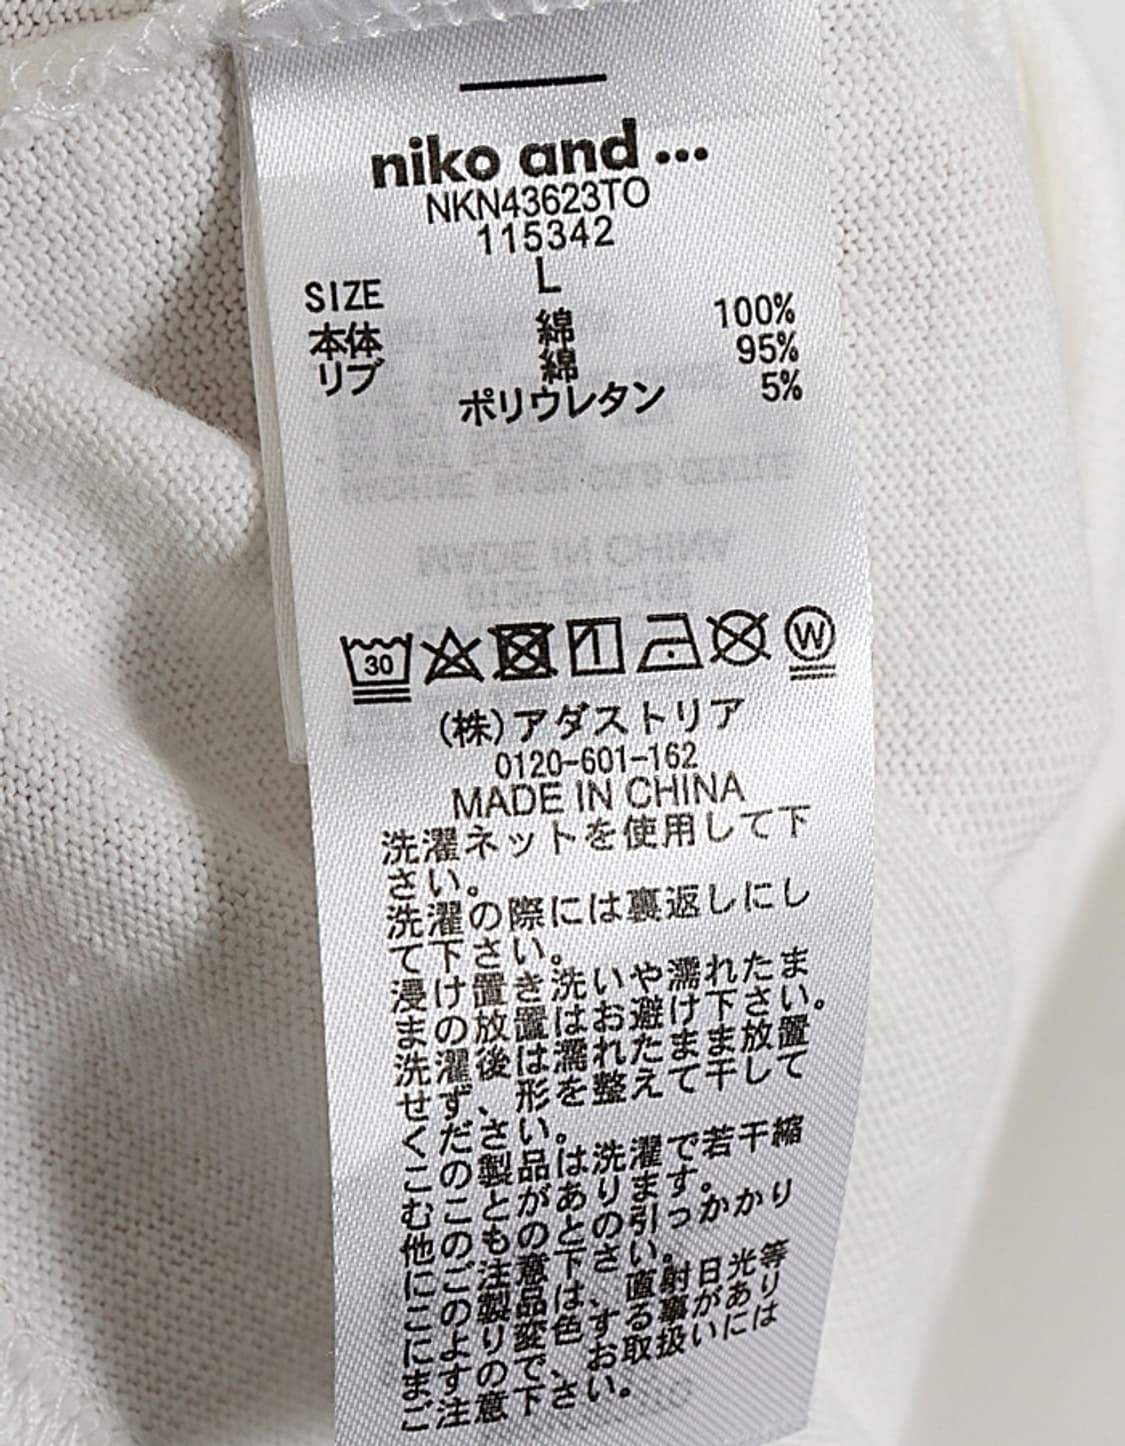 niko and ...
NKN43623TO
115342
SIZE L
本体 綿 100%
リブ 綿 95%
ポリウレタン 5%
30 W
(株)アダストリア
0120-601-162
MADE IN CHINA
洗濯ネットを使用して下
さい。
洗濯の際には裏返しにし
て下さい。
浸け置き洗いや濡れたま
まの放置はお避け下さい。
洗濯後は濡れたまま放置
せず、形を整えて干して
ください。
この製品は洗濯で若干縮
むことがあります。
他のものとの引っかかり
にご注意下さい。
この製品は、直射日光等
により変色する事があり
ますので、お取扱いには
ご注意下さい。